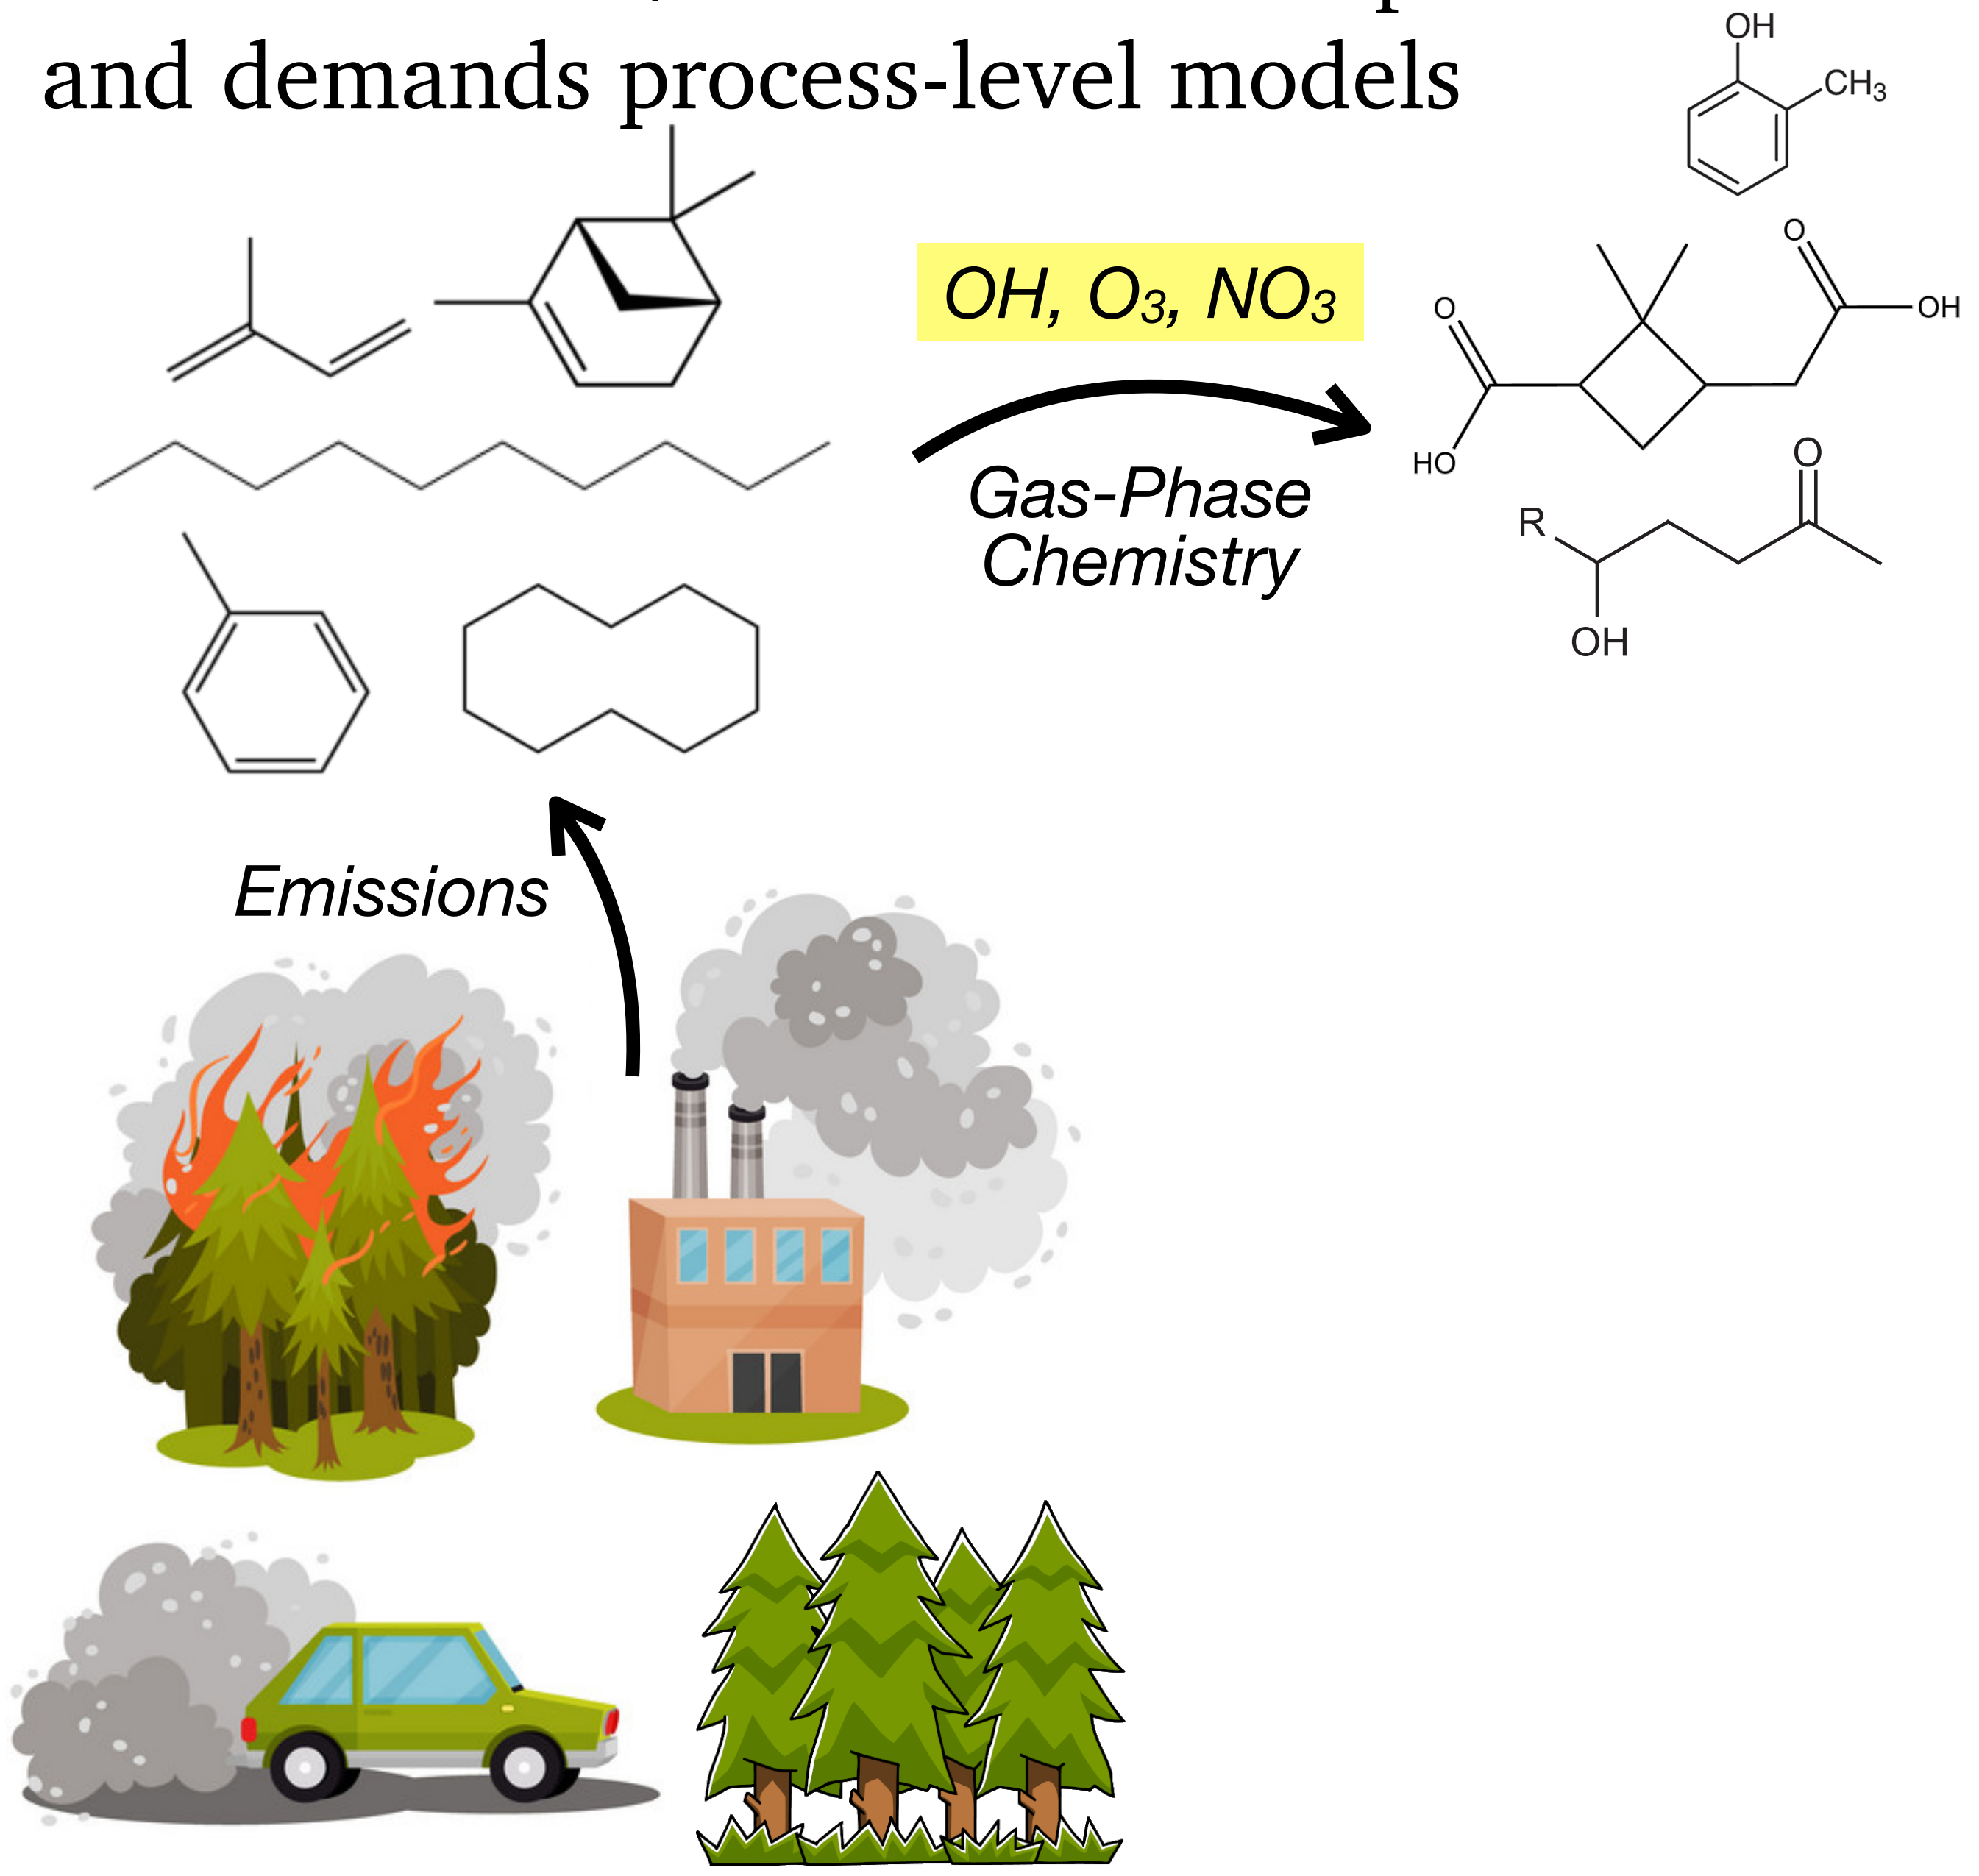 and demands process-level models
OH
CH₃
OH, O₃, NO₃
O
OH
O
HO
Gas-Phase
Chemistry
O
R
OH
Emissions